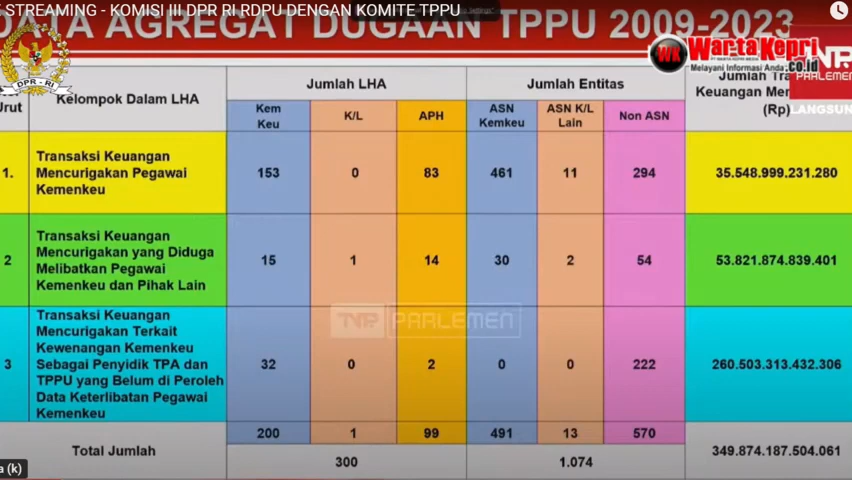 STREAMING - KOMISI III DPR RI RDPU DENGAN KOMITE TPPU
AGREGAT DUGAAN TPPU 2009-2023
DPR - RI
WK WartaKepri
.co.id
Melayani Informasi Anda
PARLEMEN
LANGSUN
Urut
Kelompok Dalam LHA
Jumlah LHA
Jumlah Entitas
Jumlah Tra
Keuangan Men
(Rp)
Kem
Keu
K/L
APH
ASN
Kemkeu
ASN K/L
Lain
Non ASN
1.
Transaksi Keuangan
Mencurigakan Pegawai
Kemenkeu
153
0
83
461
11
294
35.548.999.231.280
2
Transaksi Keuangan
Mencurigakan yang Diduga
Melibatkan Pegawai
Kemenkeu dan Pihak Lain
15
1
14
30
2
54
53.821.874.839.401
3
Transaksi Keuangan
Mencurigakan Terkait
Kewenangan Kemenkeu
Sebagai Penyidik TPA dan
TPPU yang Belum di Peroleh
Data Keterlibatan Pegawai
Kemenkeu
32
0
2
0
0
222
260.503.313.432.306
TVP PARLEMEN
Total Jumlah
200
1
99
491
13
570
349.874.187.504.061
300
1.074
a (k)